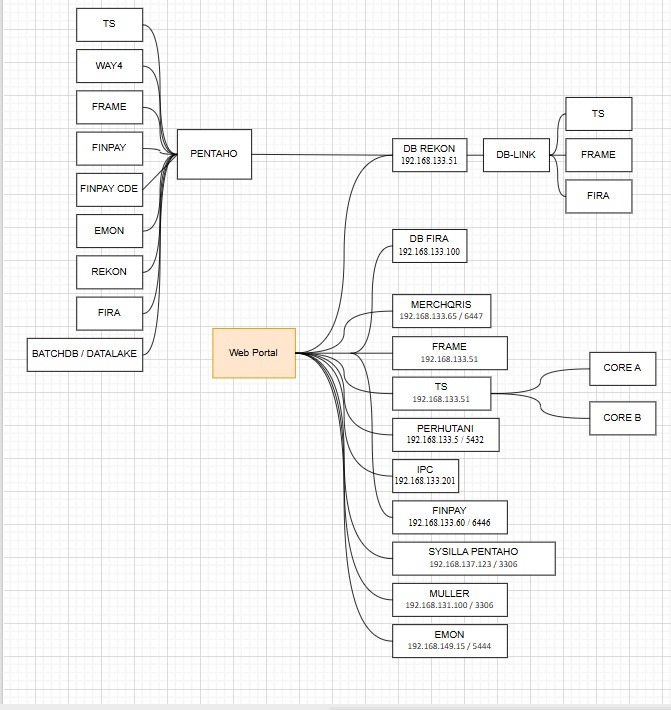 TS
WAY4
FRAME
FINPAY
FINPAY CDE
EMON
REKON
FIRA
BATCHDB / DATALAKE
PENTAHO
DB REKON
192.168.133.51
DB-LINK
TS
FRAME
FIRA
DB FIRA
192.168.133.100
Web Portal
MERCHQRIS
192.168.133.65 / 6447
FRAME
192.168.133.51
TS
192.168.133.51
CORE A
CORE B
PERHUTANI
192.168.133.5 / 5432
IPC
192.168.133.201
FINPAY
192.168.133.60 / 6446
SYSILLA PENTAHO
192.168.137.123 / 3306
MULLER
192.168.131.100 / 3306
EMON
192.168.149.15 / 5444